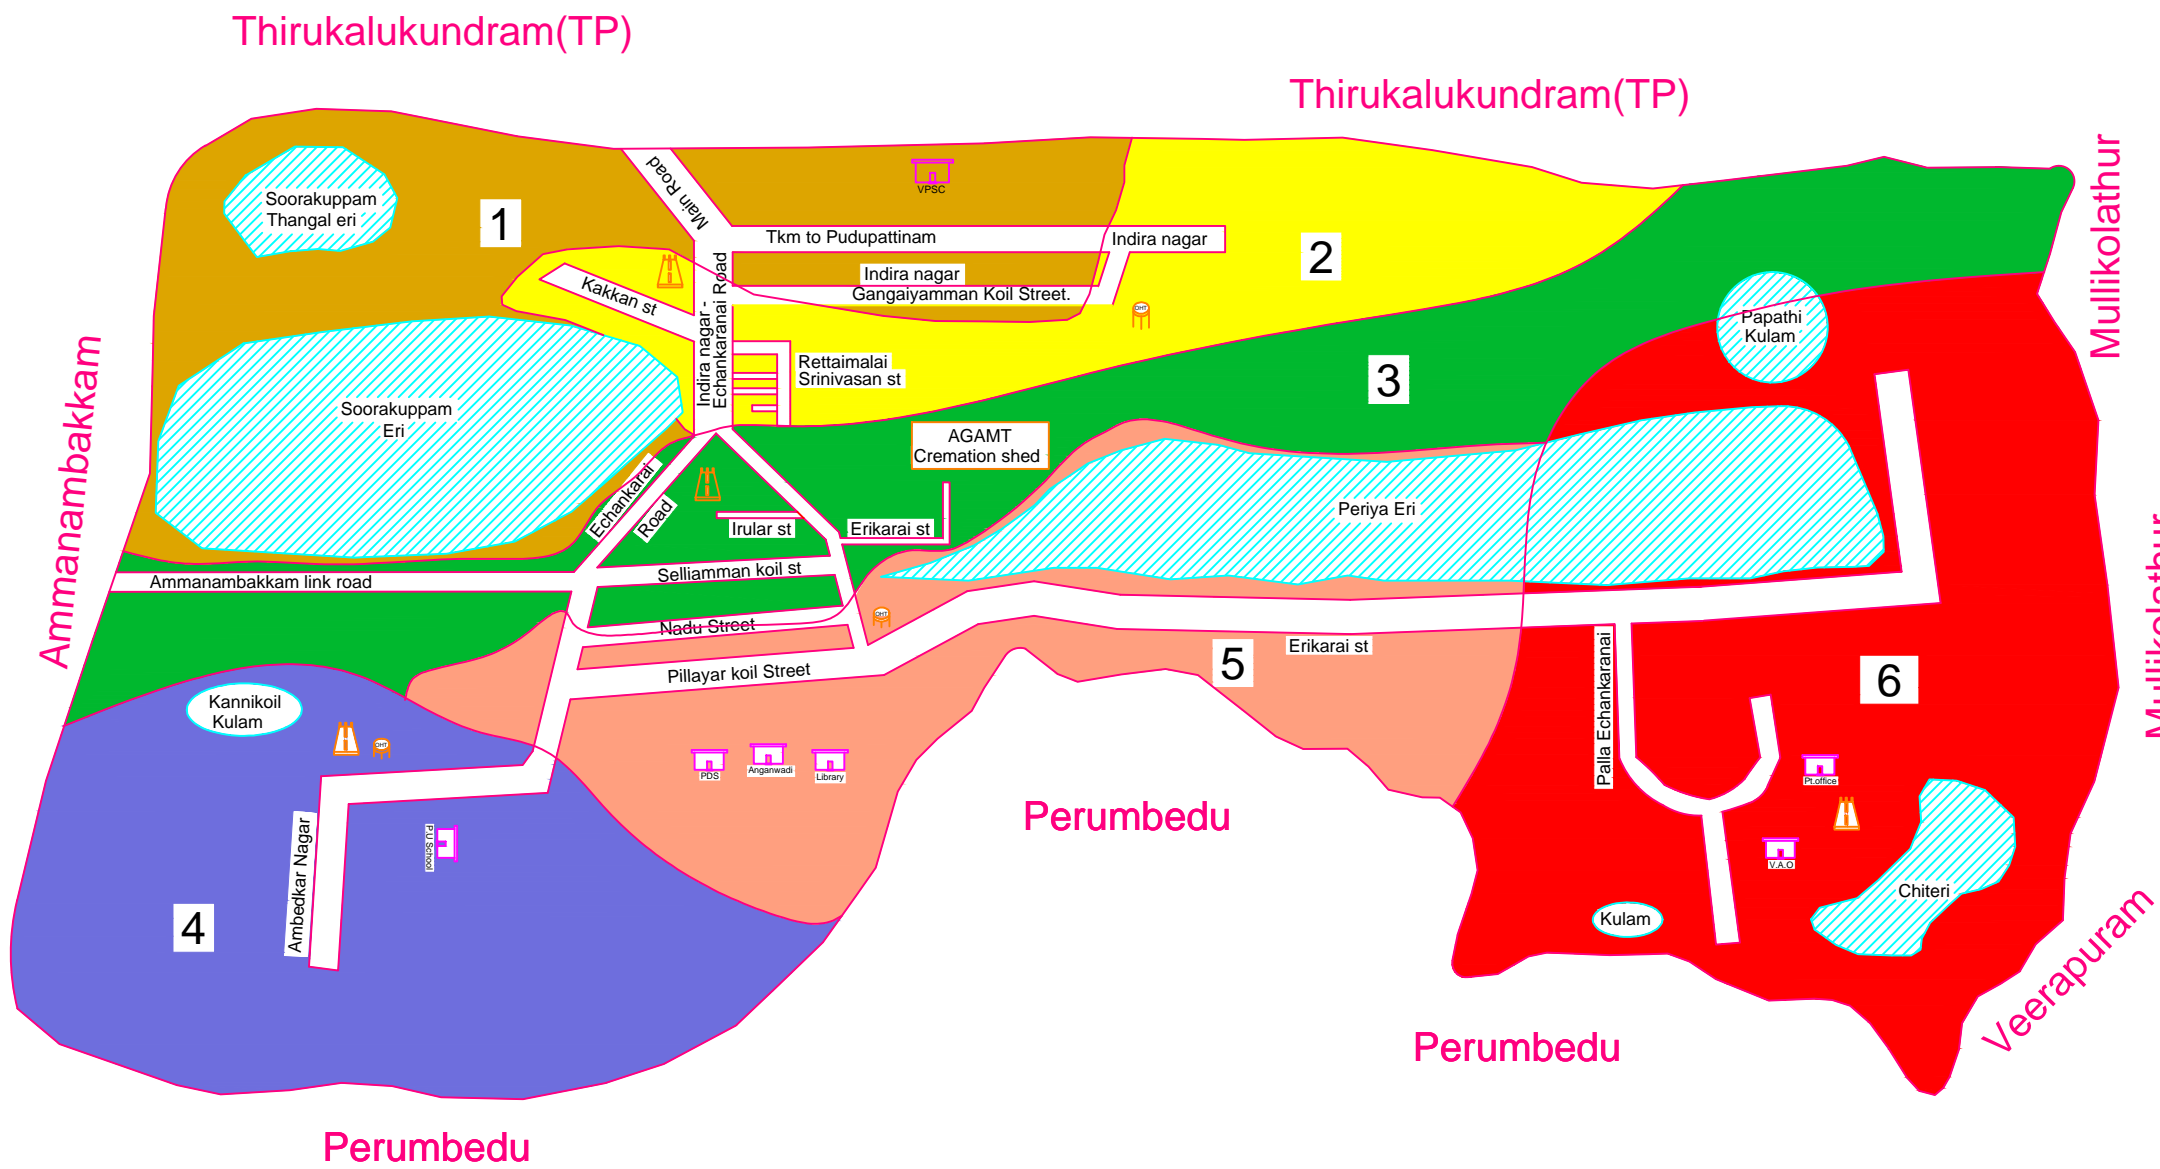 Thirukalukundram(TP)
Thirukalukundram(TP)
Mullikolathur
Mullikolathur
Ammanambakkam
Soorakuppam
Thangal eri
1
Main Road
VPSC
Tkm to Pudupattinam
Indira nagar
2
Indira nagar
Gangaiyamman Koil Street.
Kakkan st
Indira nagar -
Echankaranai Road
OHT
Papathi
Kulam
Rettaimalai
Srinivasan st
3
Soorakuppam
Eri
AGAMT
Cremation shed
Echankarai
Road
Irular st
Erikarai st
Periya Eri
Ammanambakkam link road
Selliamman koil st
Nadu Street
OHT
Pillayar koil Street
Erikarai st
5
6
Palla Echankaranai
Kannikoil
Kulam
OHT
PDS
Anganwadi
Library
Pt.office
V.A.O
P.U School
Ambedkar Nagar
4
Kulam
Chiteri
Perumbedu
Perumbedu
Perumbedu
Veerapuram